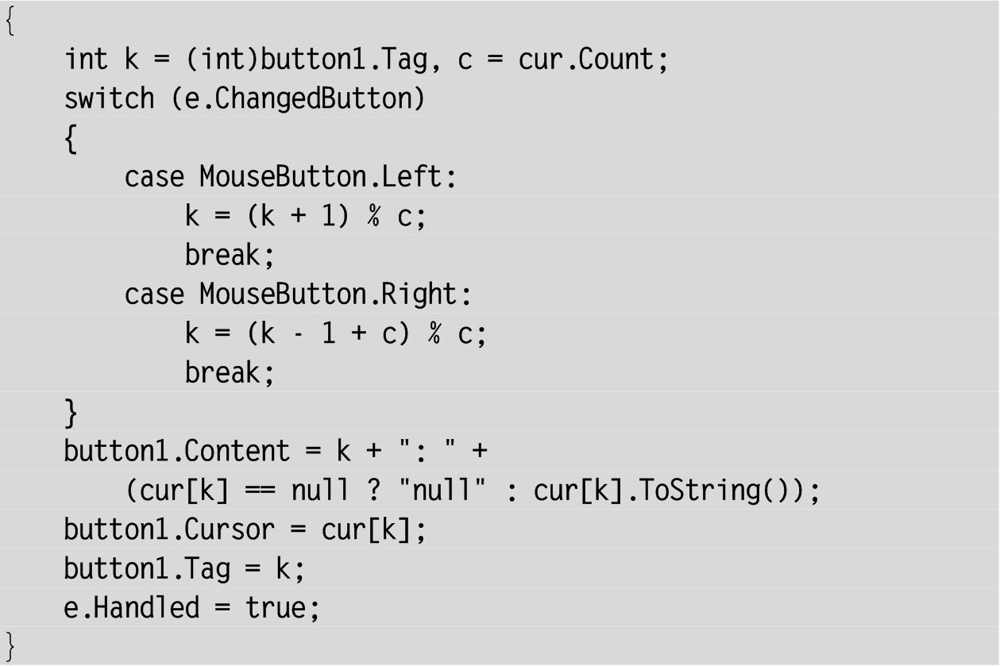 {
    int k = (int)button1.Tag, c = cur.Count;
    switch (e.ChangedButton)
    {
        case MouseButton.Left:
            k = (k + 1) % c;
            break;
        case MouseButton.Right:
            k = (k - 1 + c) % c;
            break;
    }
    button1.Content = k + ": " +
        (cur[k] == null ? "null" : cur[k].ToString());
    button1.Cursor = cur[k];
    button1.Tag = k;
    e.Handled = true;
}